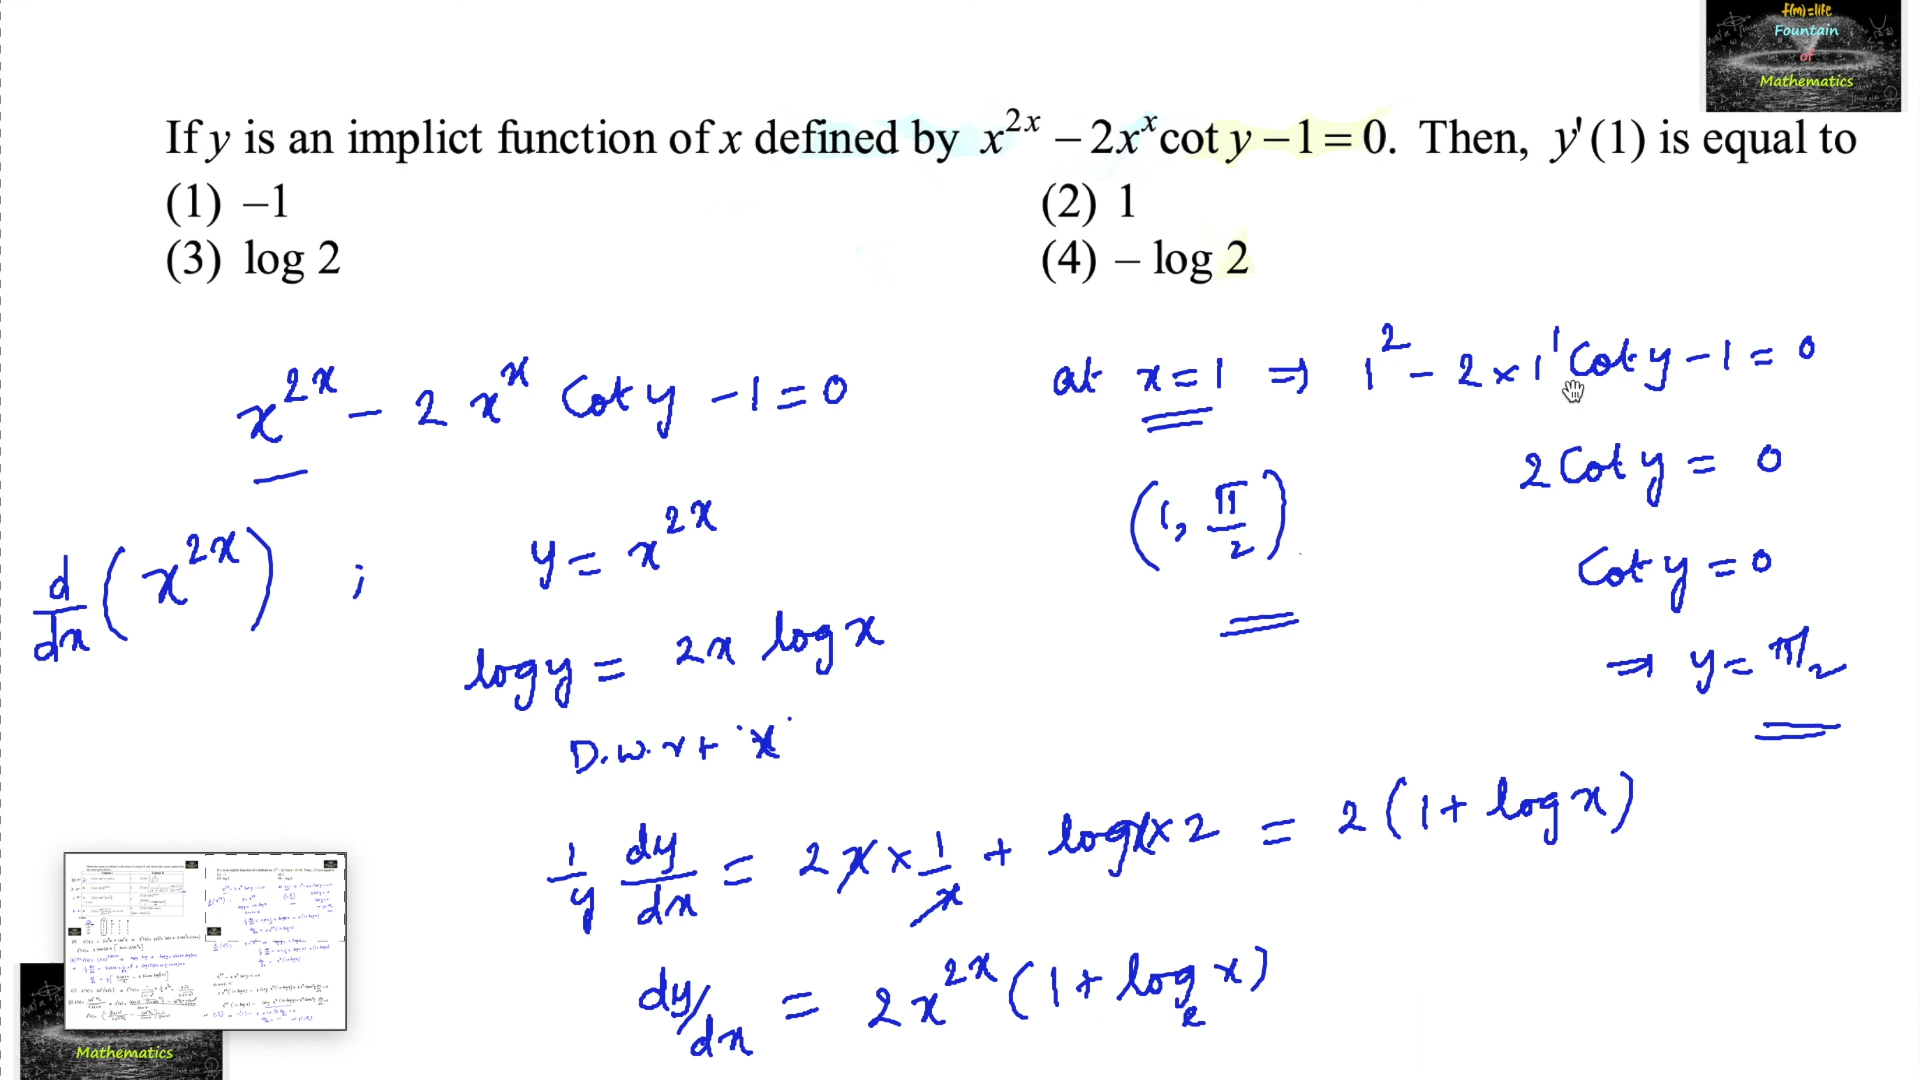 f(m)=life
Fountain
of
Mathematics
If y is an implict function of x defined by x^{2x} – 2x^x cot y – 1 = 0. Then, y'(1) is equal to
(1) –1 (2) 1
(3) log 2 (4) – log 2
x^{2x} – 2 x^x Cot y – 1 = 0
at x = 1 ⇒ 1^2 – 2 × 1^1 Cot y – 1 = 0
2 Cot y = 0
(1, π/2)
Cot y = 0
⇒ y = π/2
d/dx (x^{2x}) ; y = x^{2x}
log y = 2x log x
D.w.r.t 'x'
1/y dy/dx = 2x × 1/x + log x × 2 = 2 (1 + log x)
dy/dx = 2 x^{2x} (1 + log_e x)
Mathematics